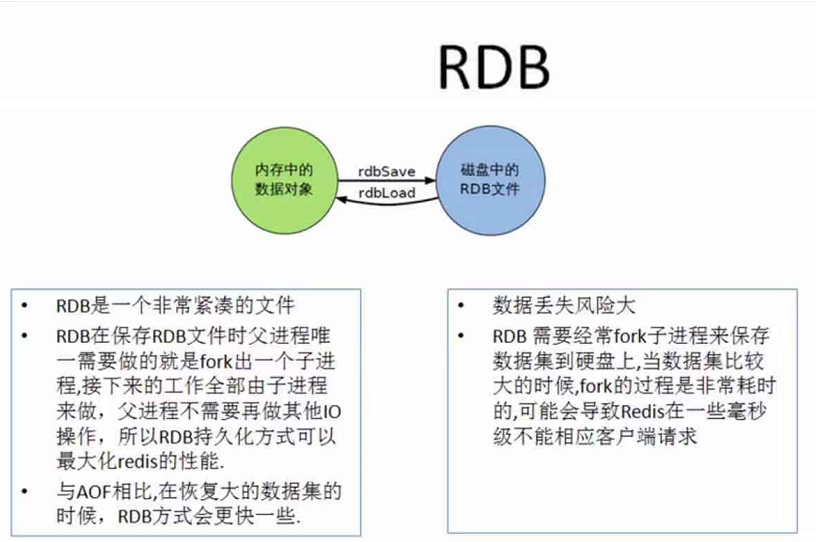 RDB
内存中的
数据对象
rdbSave
rdbLoad
磁盘中的
RDB文件
• RDB是一个非常紧凑的文件
• RDB在保存RDB文件时父进程唯
一需要做的就是fork出一个子进
程,接下来的工作全部由子进程
来做，父进程不需要再做其他IO
操作，所以RDB持久化方式可以
最大化redis的性能.
• 与AOF相比,在恢复大的数据集的
时候，RDB方式会更快一些.
• 数据丢失风险大
• RDB 需要经常fork子进程来保存
数据集到硬盘上,当数据集比较
大的时候,fork的过程是非常耗时
的,可能会导致Redis在一些毫秒
级不能相应客户端请求